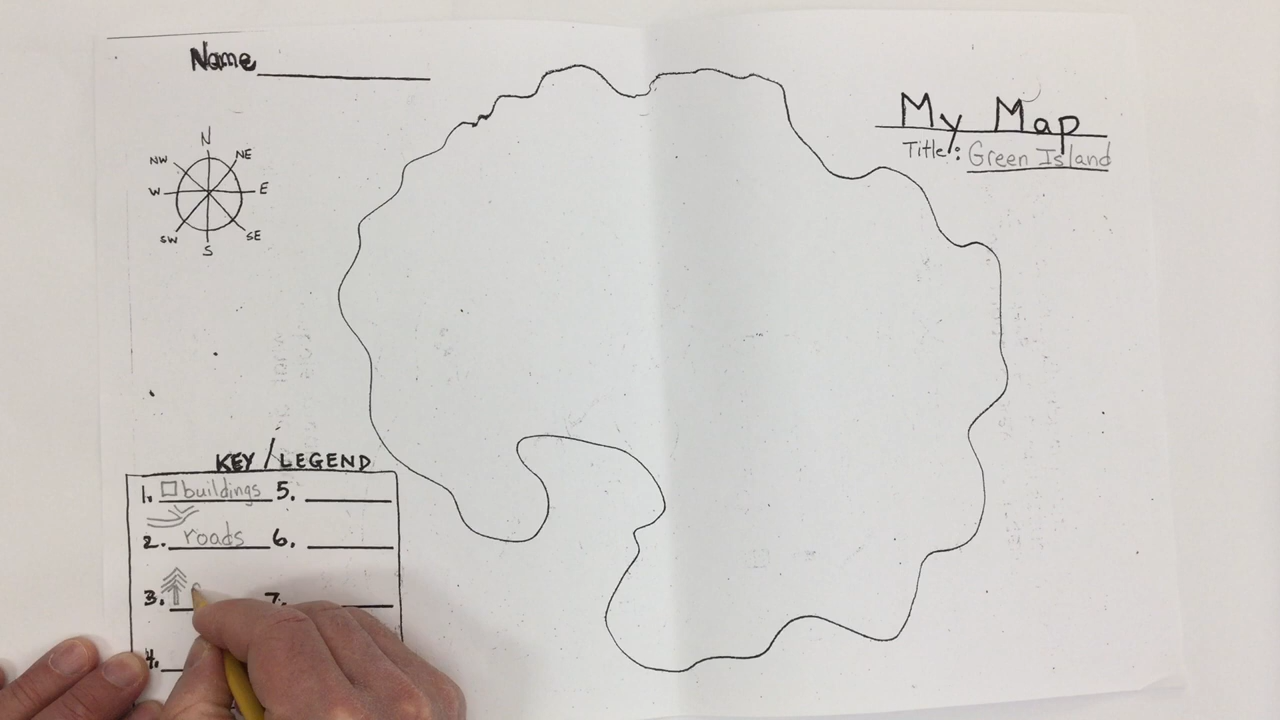 Name
My Map
Title: Green Island
N
NW NE
W E
SW SE
S
KEY/LEGEND
1. buildings 5.
2. roads 6.
3. 7.
4.